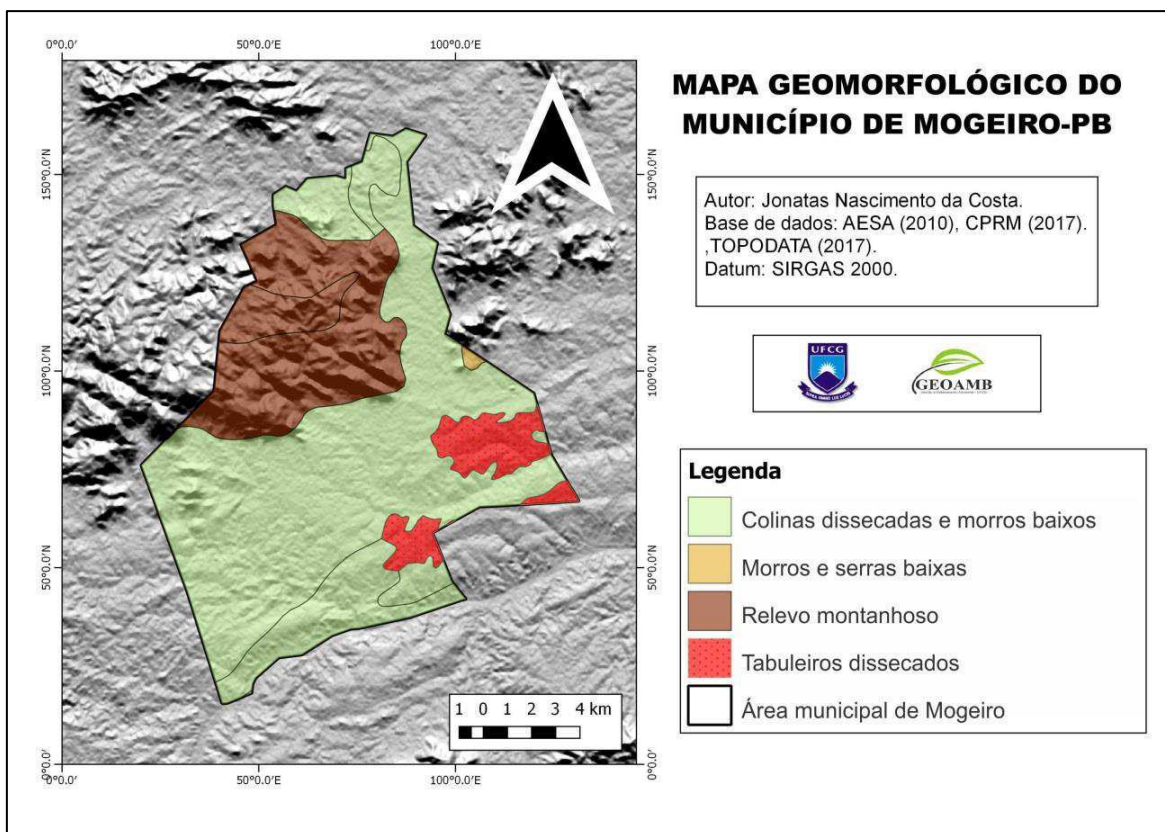 MAPA GEOMORFOLÓGICO DO
MUNICÍPIO DE MOGEIRO-PB
Autor: Jonatas Nascimento da Costa.
Base de dados: AESA (2010), CPRM (2017).
,TOPODATA (2017).
Datum: SIRGAS 2000.
UFCG
GEOAMB
Legenda
Colinas dissecadas e morros baixos
Morros e serras baixas
Relevo montanhoso
Tabuleiros dissecados
Área municipal de Mogeiro
0°0.0′ 50°0.0′E 100°0.0′E
150°0.0′N 150°0.0′N
100°0.0′N 100°0.0′N
50°0.0′N 50°0.0′N
0°0.0′ 0°0.0′
0°0.0′ 50°0.0′E 100°0.0′E
1 0 1 2 3 4 km